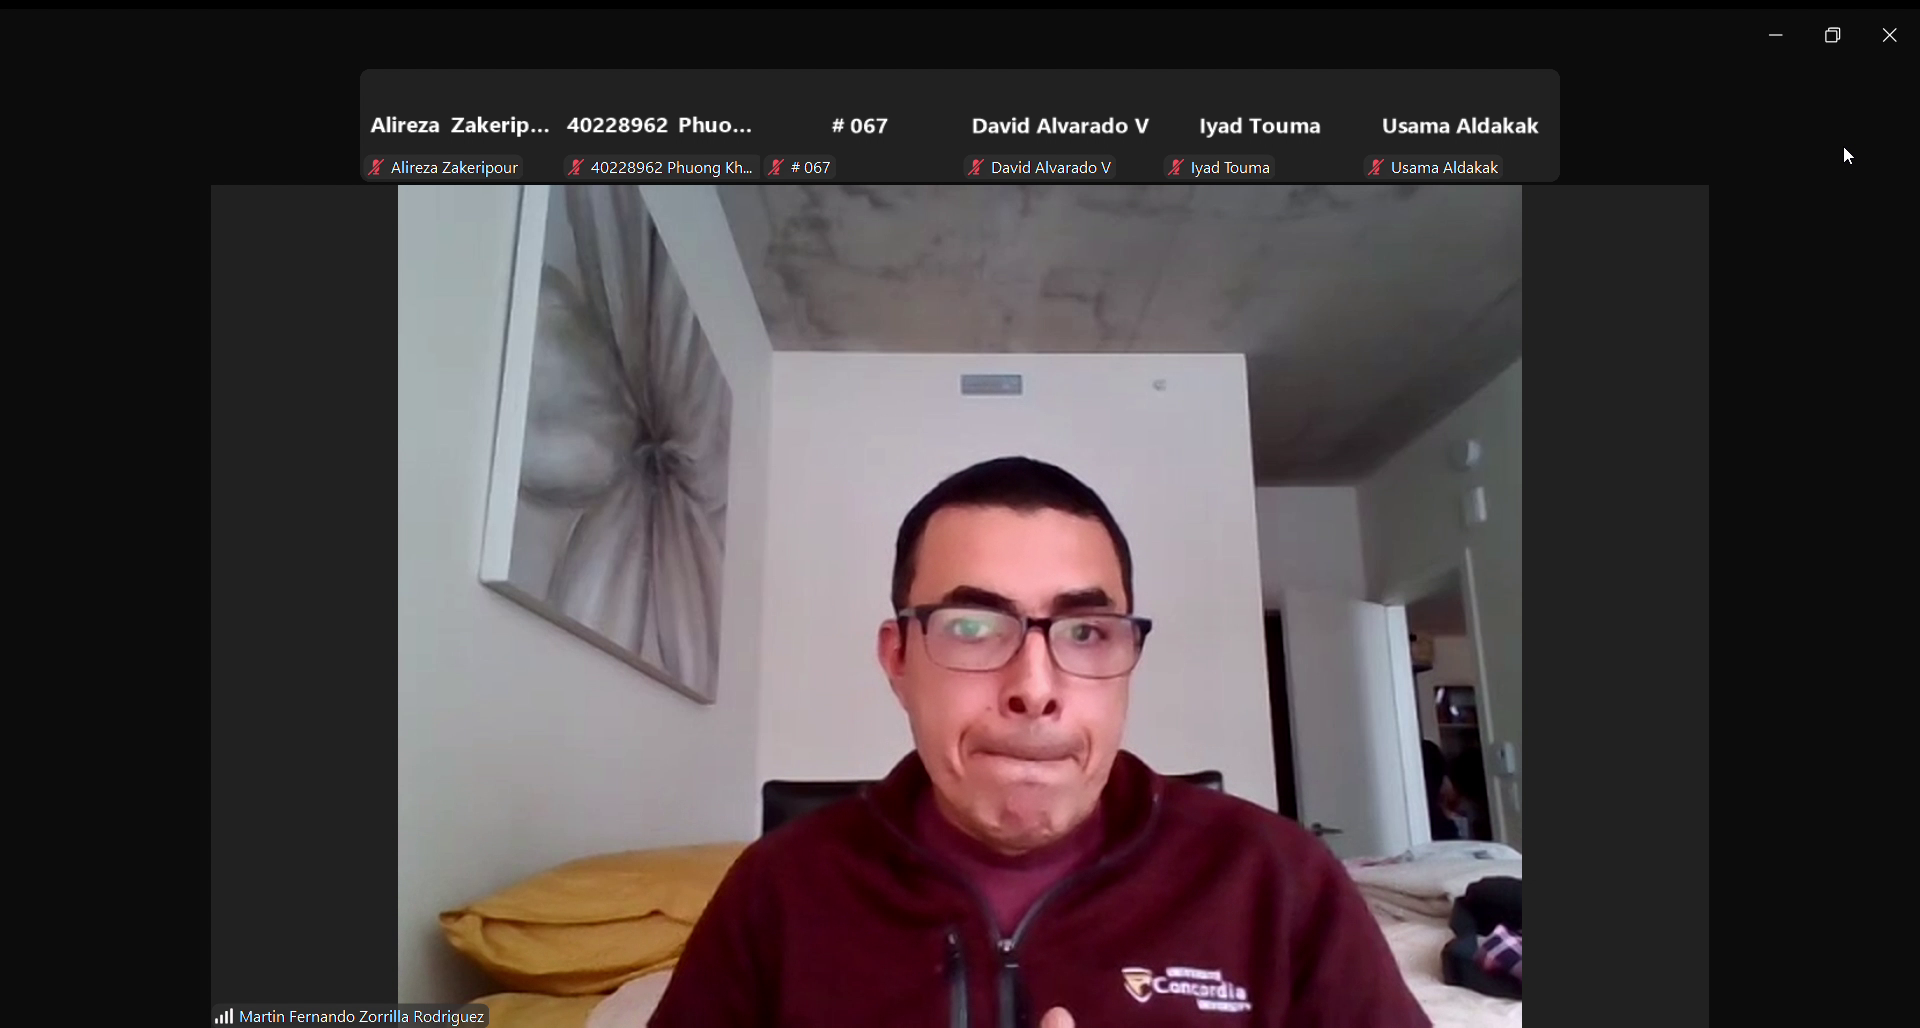 Alireza Zakerip...
40228962 Phuo...
# 067
David Alvarado V
Iyad Touma
Usama Aldakak
Alireza Zakeripour
40228962 Phuong Kh...
# 067
David Alvarado V
Iyad Touma
Usama Aldakak
Concordia
Martin Fernando Zorrilla Rodriguez